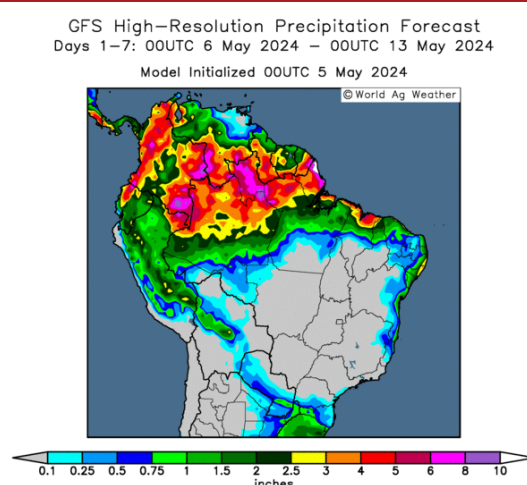 GFS High-Resolution Precipitation Forecast
Days 1-7: 00UTC 6 May 2024 - 00UTC 13 May 2024
Model Initialized 00UTC 5 May 2024
© World Ag Weather
0.1 0.25 0.5 0.75 1 1.5 2 2.5 3 4 5 6 8 10
inches